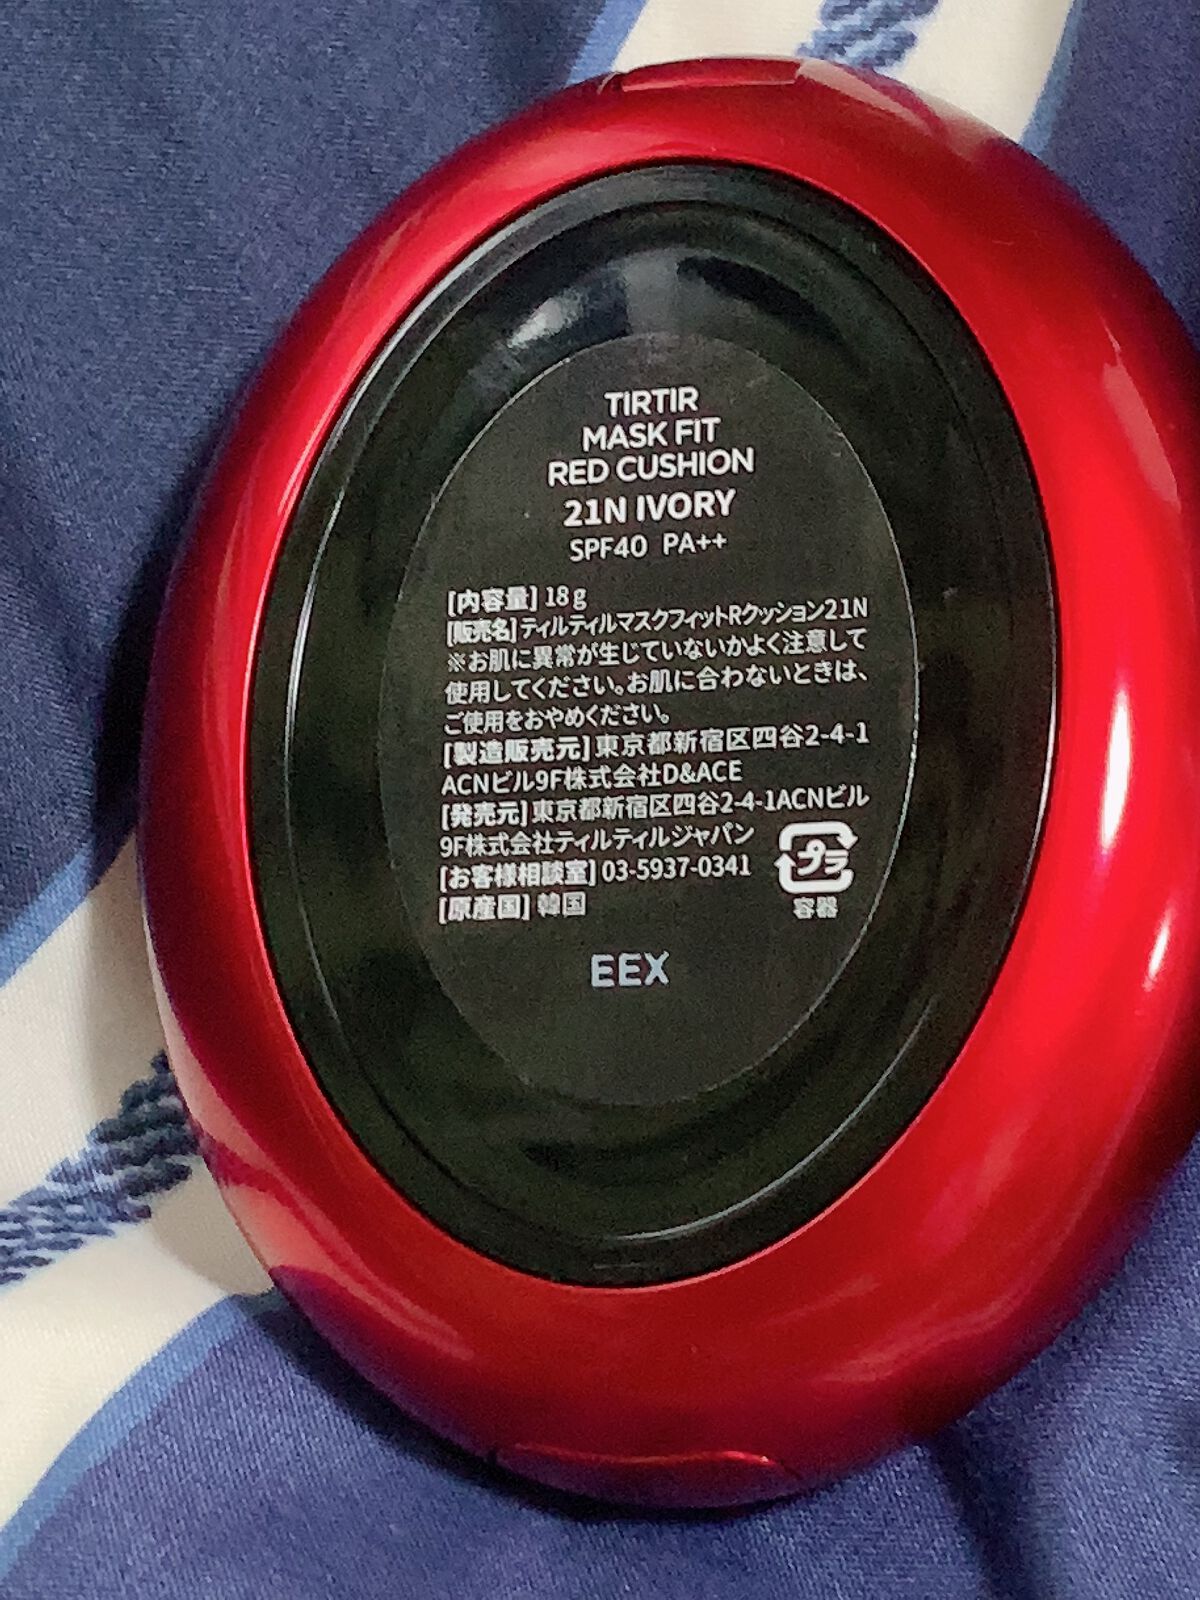 TIRTIR
MASK FIT
RED CUSHION
21N IVORY
SPF40 PA++
[内容量] 18g
[販売名] ティルティルマスクフィットRクッション21N
※お肌に異常が生じていないかよく注意して
使用してください。お肌に合わないときは、
ご使用をおやめください。
[製造販売元] 東京都新宿区四谷2-4-1
ACNビル9F株式会社D&ACE
[発売元] 東京都新宿区四谷2-4-1ACNビル
9F株式会社ティルティルジャパン
[お客様相談室] 03-5937-0341
[原産国] 韓国
プラ
容器
EEX